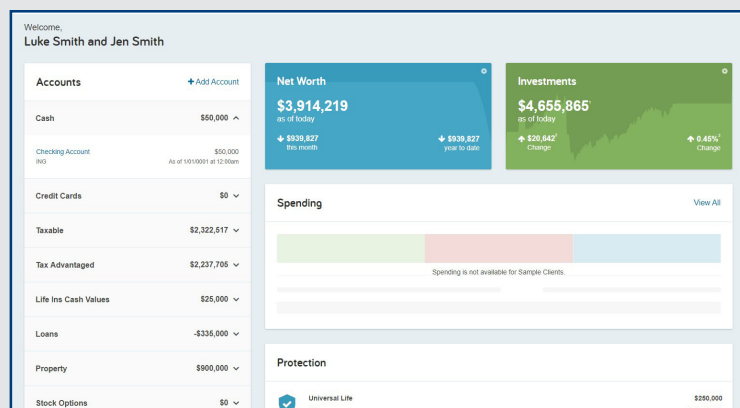 Welcome,
Luke Smith and Jen Smith
Accounts
+ Add Account
Cash
$50,000
Checking Account
$50,000
ING
As of 1/01/0001 at 12:00am
Credit Cards
$0
Taxable
$2,322,517
Tax Advantaged
$2,237,705
Life Ins Cash Values
$25,000
Loans
-$335,000
Property
$900,000
Stock Options
$0
Net Worth
$3,914,219
as of today
$939,827
this month
$939,827
year to date
Investments
$4,655,865¹
as of today
$20,642²
Change
0.45%²
Change
Spending
View All
Spending is not available for Sample Clients.
Protection
Universal Life
$250,000